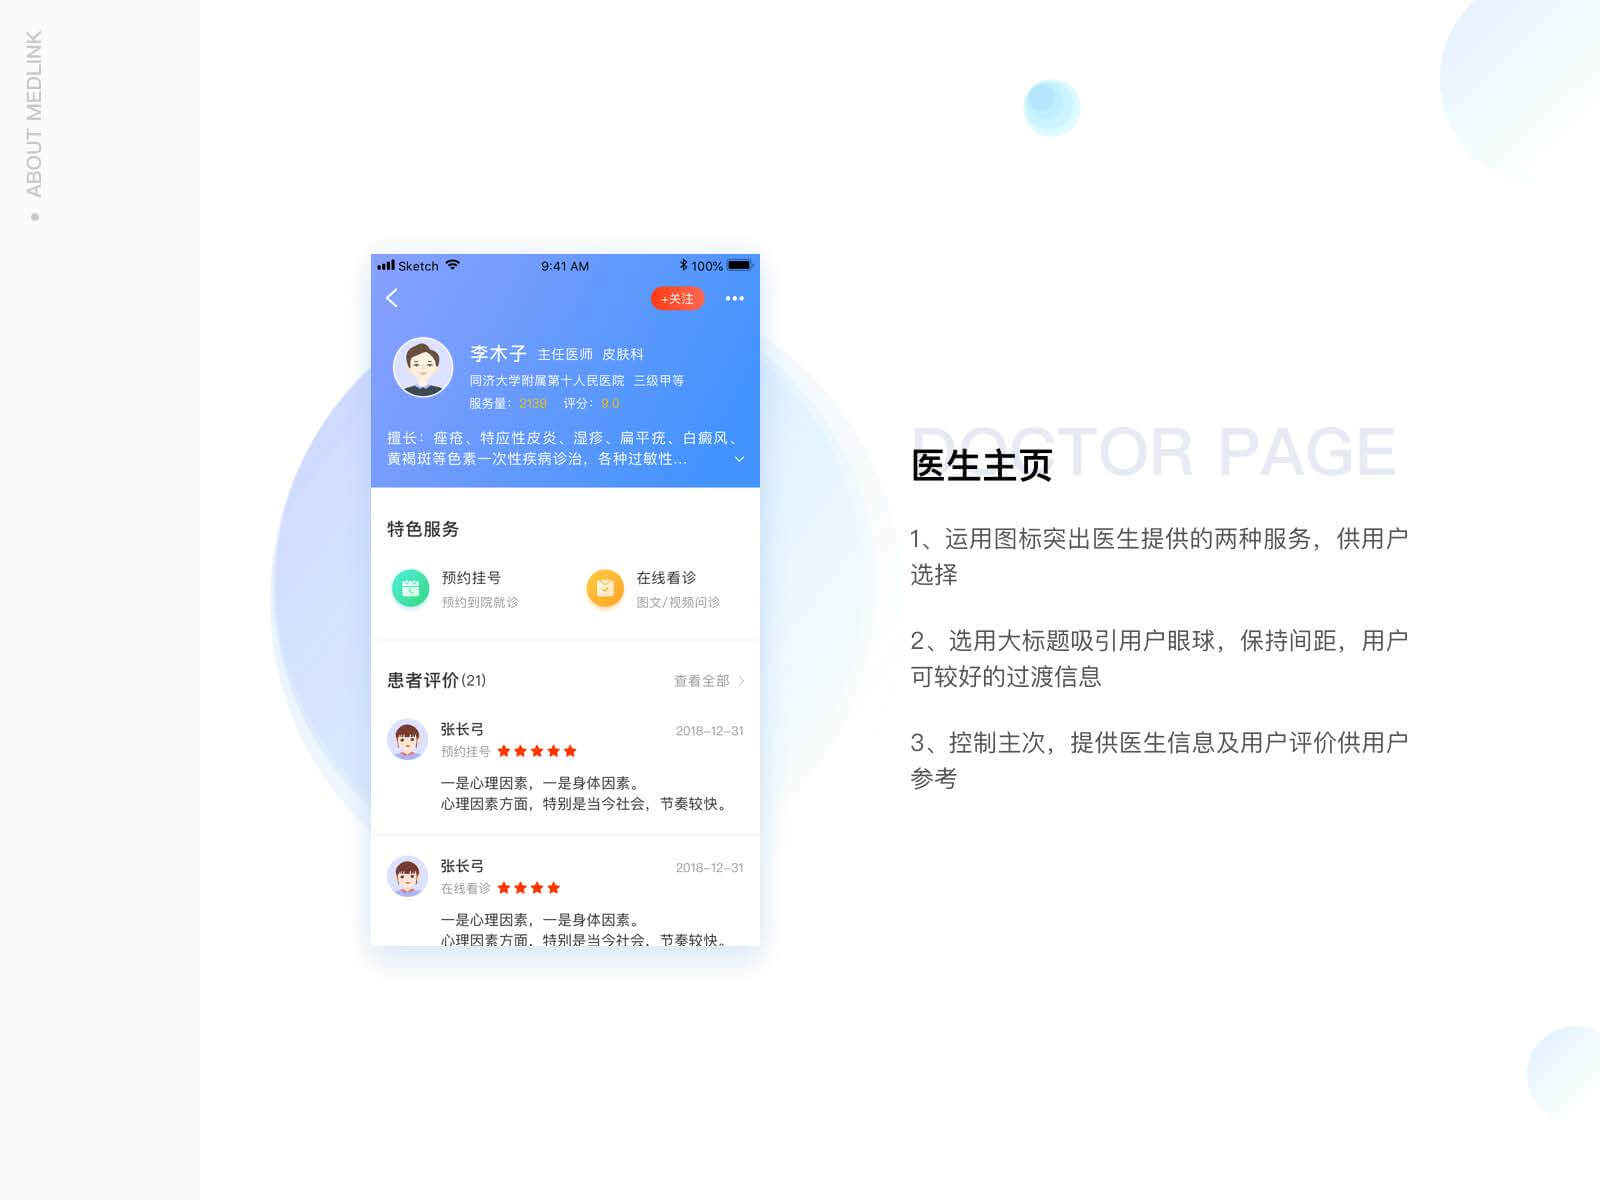 ABOUT MEDLINK
Sketch 9:41 AM 100%
+关注
李木子 主任医师 皮肤科
同济大学附属第十人民医院 三级甲等
服务量：2139 评分：9.0
擅长：痤疮、特应性皮炎、湿疹、扁平疣、白癜风、
黄褐斑等色素一次性疾病诊治，各种过敏性...
特色服务
预约挂号
预约到院就诊
在线看诊
图文/视频问诊
患者评价(21) 查看全部
张长弓 2018-12-31
预约挂号
一是心理因素，一是身体因素。
心理因素方面，特别是当今社会，节奏较快。
张长弓 2018-12-31
在线看诊
一是心理因素，一是身体因素。
心理因素方面，特别是当今社会，节奏较快。
DOCTOR PAGE
医生主页
1、运用图标突出医生提供的两种服务，供用户
选择
2、选用大标题吸引用户眼球，保持间距，用户
可较好的过渡信息
3、控制主次，提供医生信息及用户评价供用户
参考